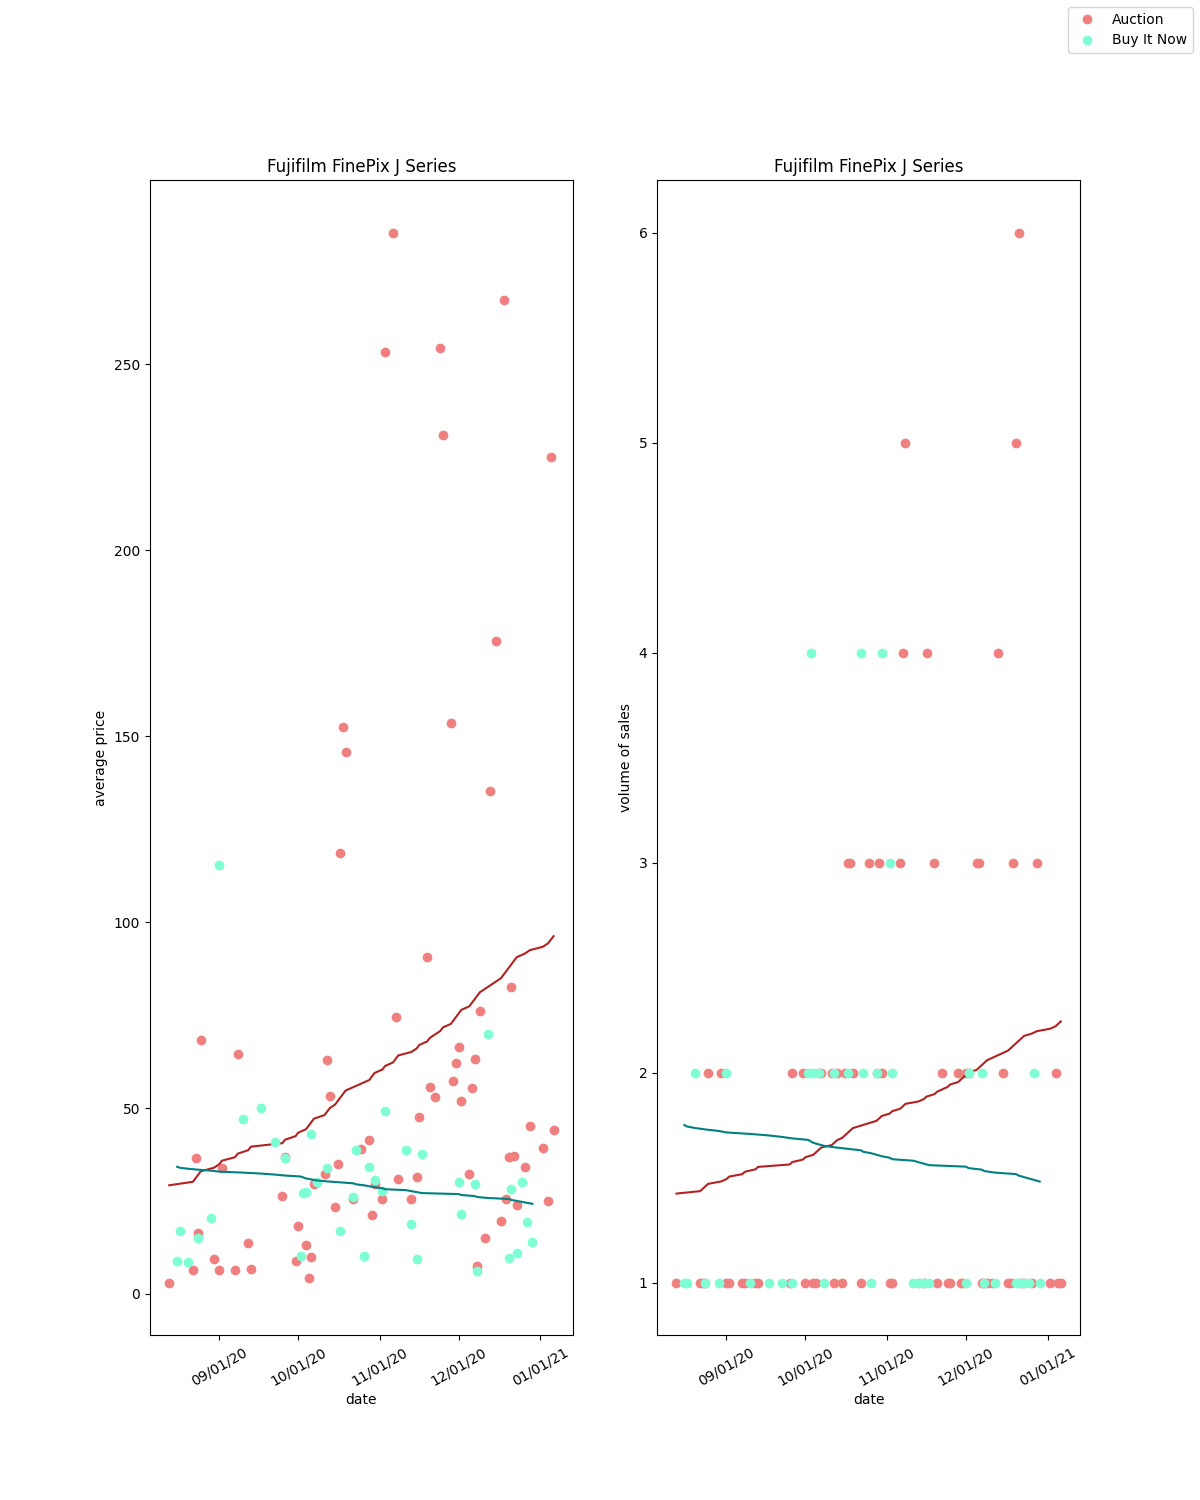 Auction
Buy It Now
Fujifilm FinePix J Series
Fujifilm FinePix J Series
average price
250
200
150
100
50
0
09/01/20
10/01/20
11/01/20
12/01/20
01/01/21
date
volume of sales
6
5
4
3
2
1
09/01/20
10/01/20
11/01/20
12/01/20
01/01/21
date